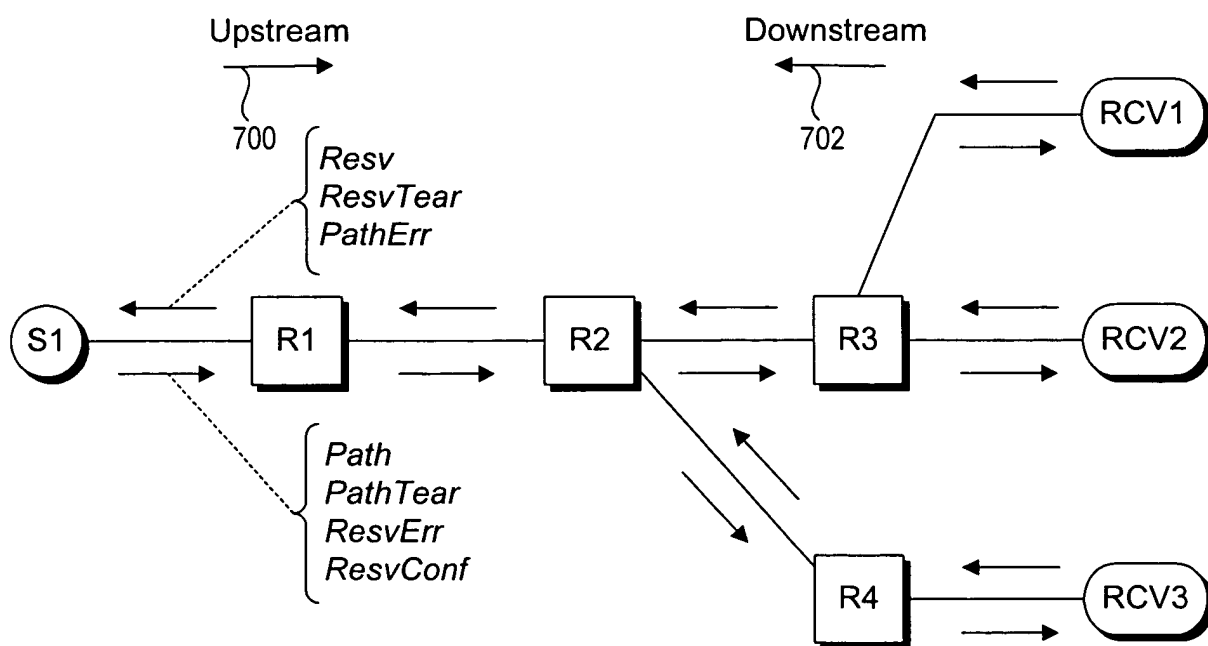 Upstream
Downstream
700
702
RCV1
Resv
ResvTear
PathErr
S1
R1
R2
R3
RCV2
Path
PathTear
ResvErr
ResvConf
R4
RCV3